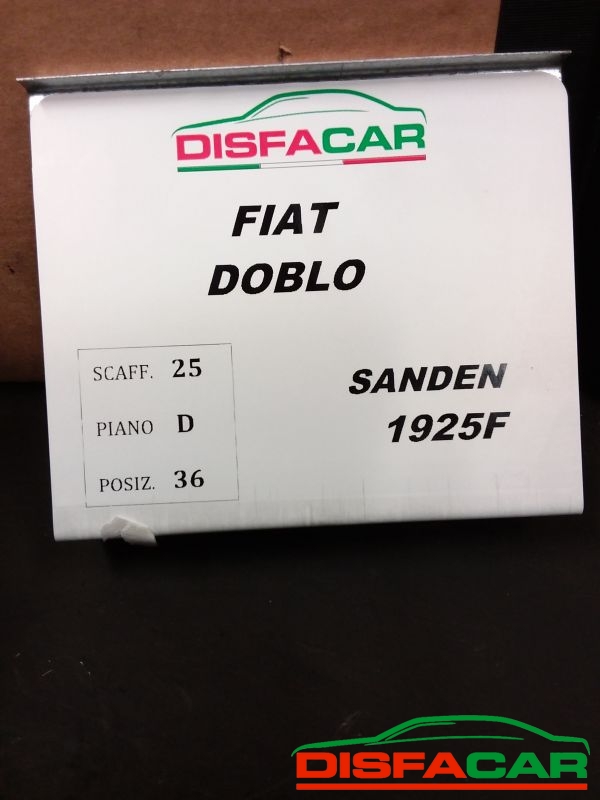 DISFACAR
FIAT
DOBLO
SCAFF. 25
PIANO D
POSIZ. 36
SANDEN
1925F
DISFACAR